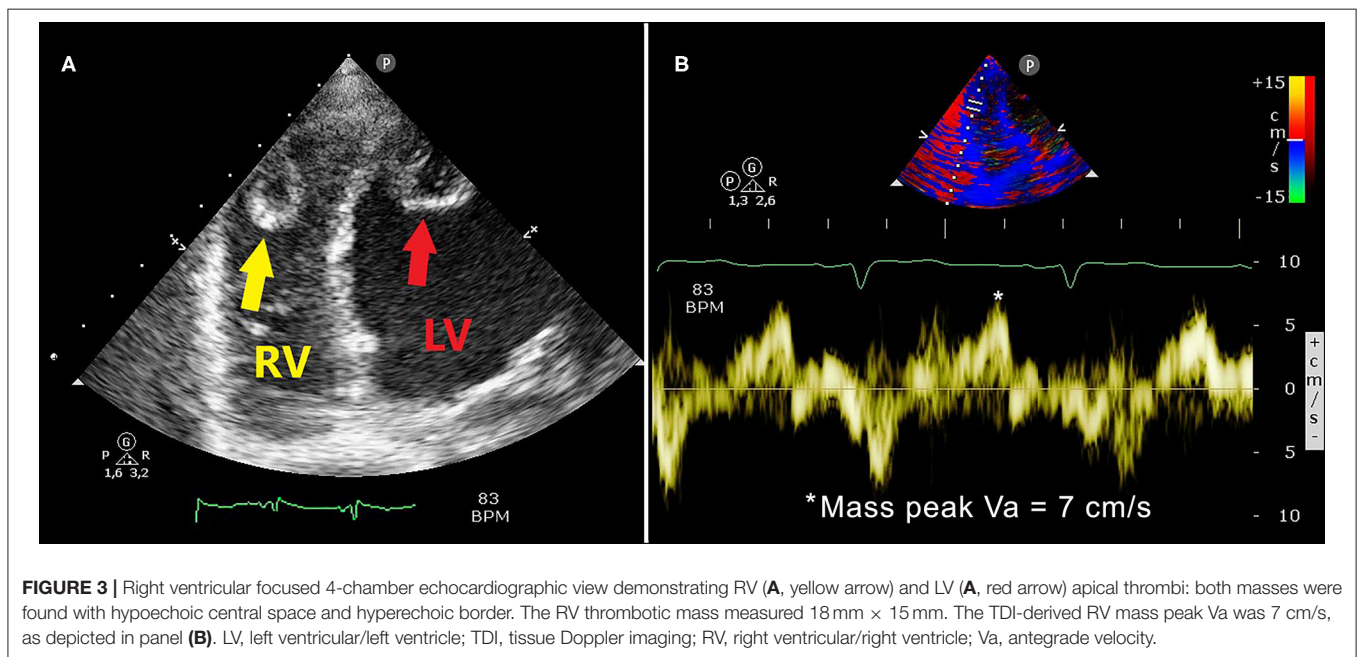 A
P
RV
LV
G
P R
1,6 3,2
83
BPM
B
P
+15
c
m
/
s
-15
G
P R
1,3 2,6
10
83
BPM
*
5
0
5
10
+
c
m
/
s
-
*Mass peak Va = 7 cm/s
FIGURE 3 | Right ventricular focused 4-chamber echocardiographic view demonstrating RV (A, yellow arrow) and LV (A, red arrow) apical thrombi: both masses were
found with hypoechoic central space and hyperechoic border. The RV thrombotic mass measured 18 mm × 15 mm. The TDI-derived RV mass peak Va was 7 cm/s,
as depicted in panel (B). LV, left ventricular/left ventricle; TDI, tissue Doppler imaging; RV, right ventricular/right ventricle; Va, antegrade velocity.